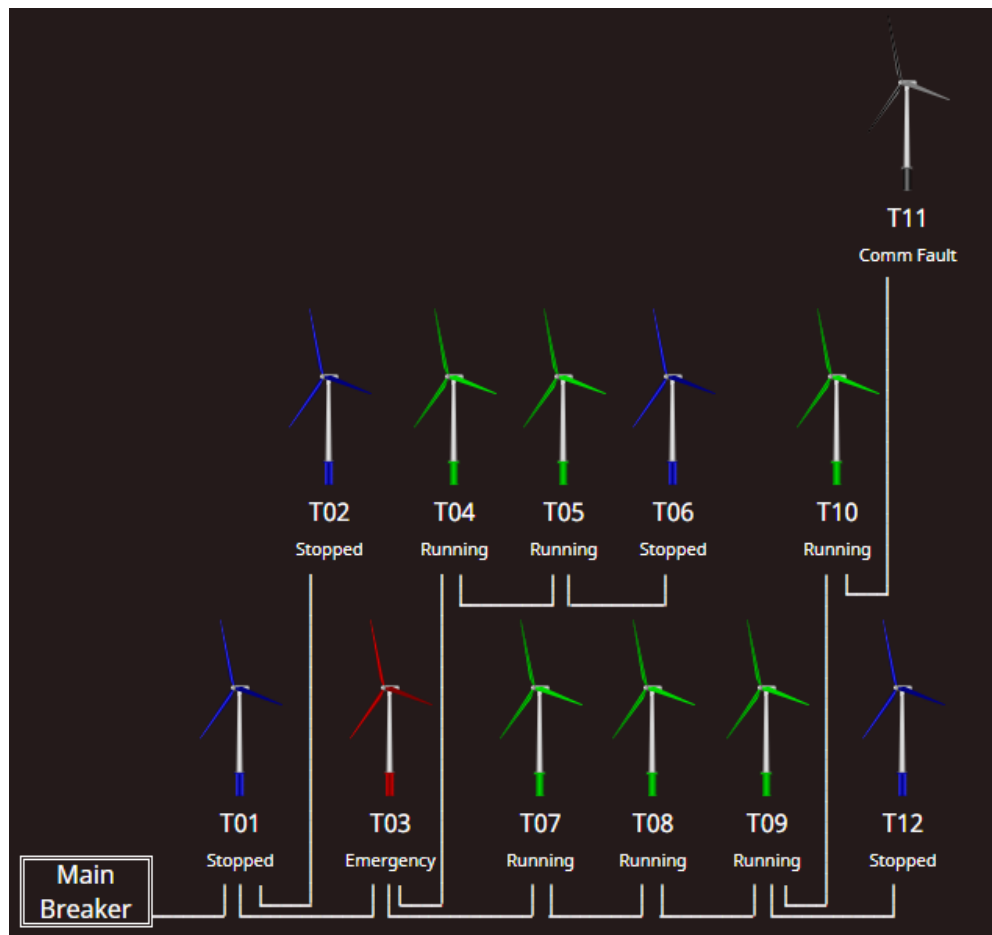 T11
Comm Fault
T02
T04
T05
T06
T10
Stopped
Running
Running
Stopped
Running
T01
T03
T07
T08
T09
T12
Stopped
Emergency
Running
Running
Running
Stopped
Main
Breaker